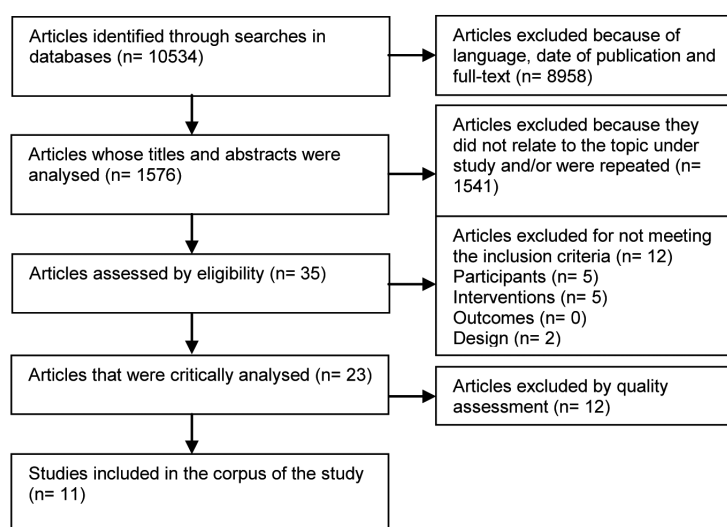 Articles identified through searches in
databases (n= 10534)
Articles excluded because of
language, date of publication and
full-text (n= 8958)
Articles whose titles and abstracts were
analysed (n= 1576)
Articles excluded because they
did not relate to the topic under
study and/or were repeated (n=
1541)
Articles assessed by eligibility (n= 35)
Articles excluded for not meeting
the inclusion criteria (n= 12)
Participants (n= 5)
Interventions (n= 5)
Outcomes (n= 0)
Design (n= 2)
Articles that were critically analysed (n= 23)
Articles excluded by quality
assessment (n= 12)
Studies included in the corpus of the study
(n= 11)